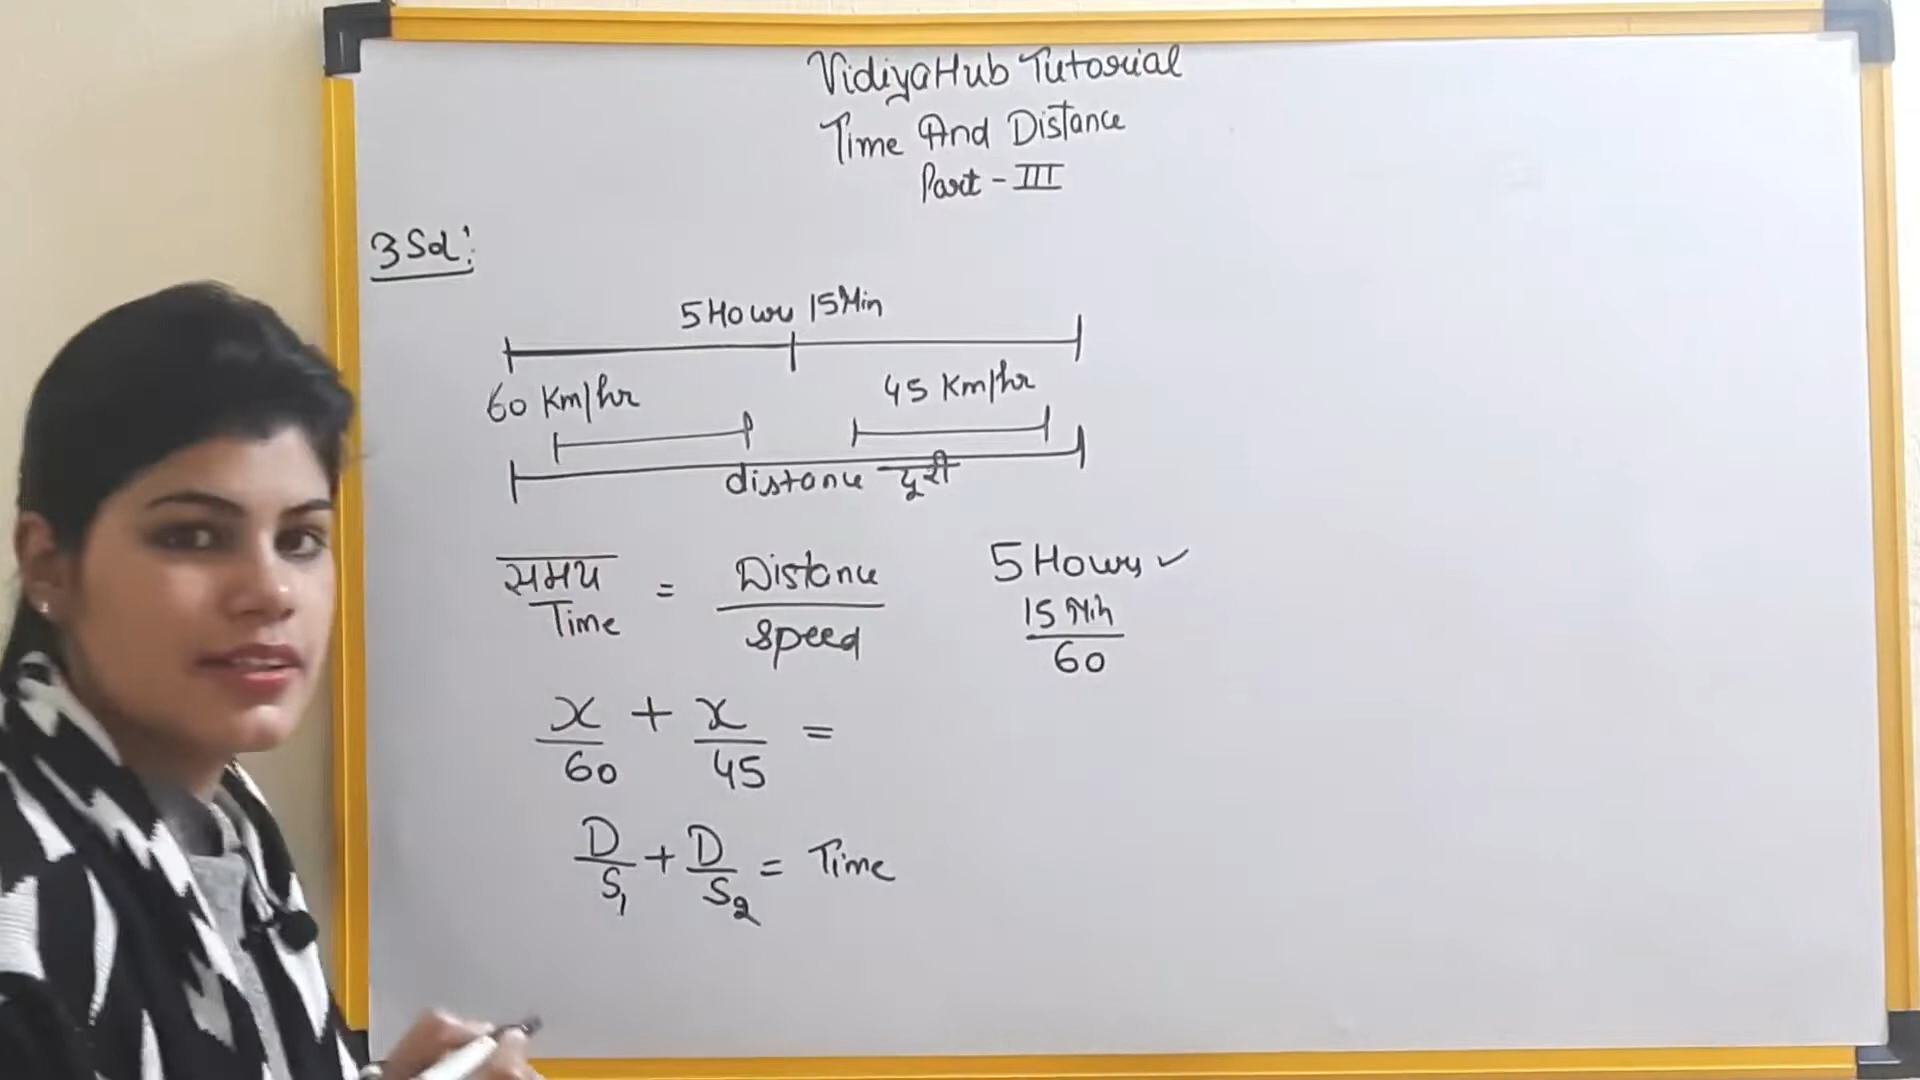 VidiyaHub Tutorial
Time And Distance
Part - III
3 Sol:
5 Hours 15 Min
60 Km/hr
45 Km/hr
distance दूरी
समय
Time
=
Distance
Speed
5 Hours ✓
15 Min
60
x/60 + x/45 =
D/S₁ + D/S₂ = Time